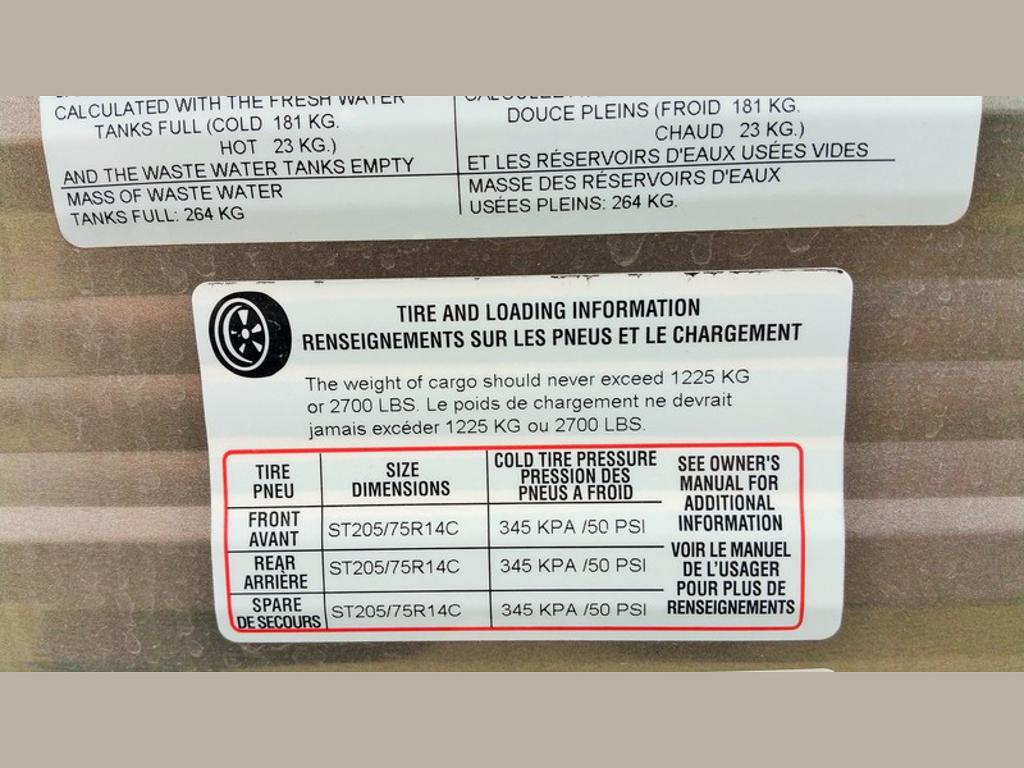 CALCULATED WITH THE FRESH WATER
TANKS FULL (COLD 181 KG.
HOT 23 KG.)
AND THE WASTE WATER TANKS EMPTY
MASS OF WASTE WATER
TANKS FULL: 264 KG
DOUCE PLEINS (FROID 181 KG.
CHAUD 23 KG.)
ET LES RÉSERVOIRS D'EAUX USÉES VIDES
MASSE DES RÉSERVOIRS D'EAUX
USÉES PLEINS: 264 KG.
TIRE AND LOADING INFORMATION
RENSEIGNEMENTS SUR LES PNEUS ET LE CHARGEMENT
The weight of cargo should never exceed 1225 KG
or 2700 LBS. Le poids de chargement ne devrait
jamais excéder 1225 KG ou 2700 LBS.
TIRE
PNEU
SIZE
DIMENSIONS
COLD TIRE PRESSURE
PRESSION DES
PNEUS A FROID
FRONT
AVANT
ST205/75R14C
345 KPA /50 PSI
REAR
ARRIÈRE
ST205/75R14C
345 KPA /50 PSI
SPARE
DE SECOURS
ST205/75R14C
345 KPA /50 PSI
SEE OWNER'S
MANUAL FOR
ADDITIONAL
INFORMATION
VOIR LE MANUEL
DE L'USAGER
POUR PLUS DE
RENSEIGNEMENTS